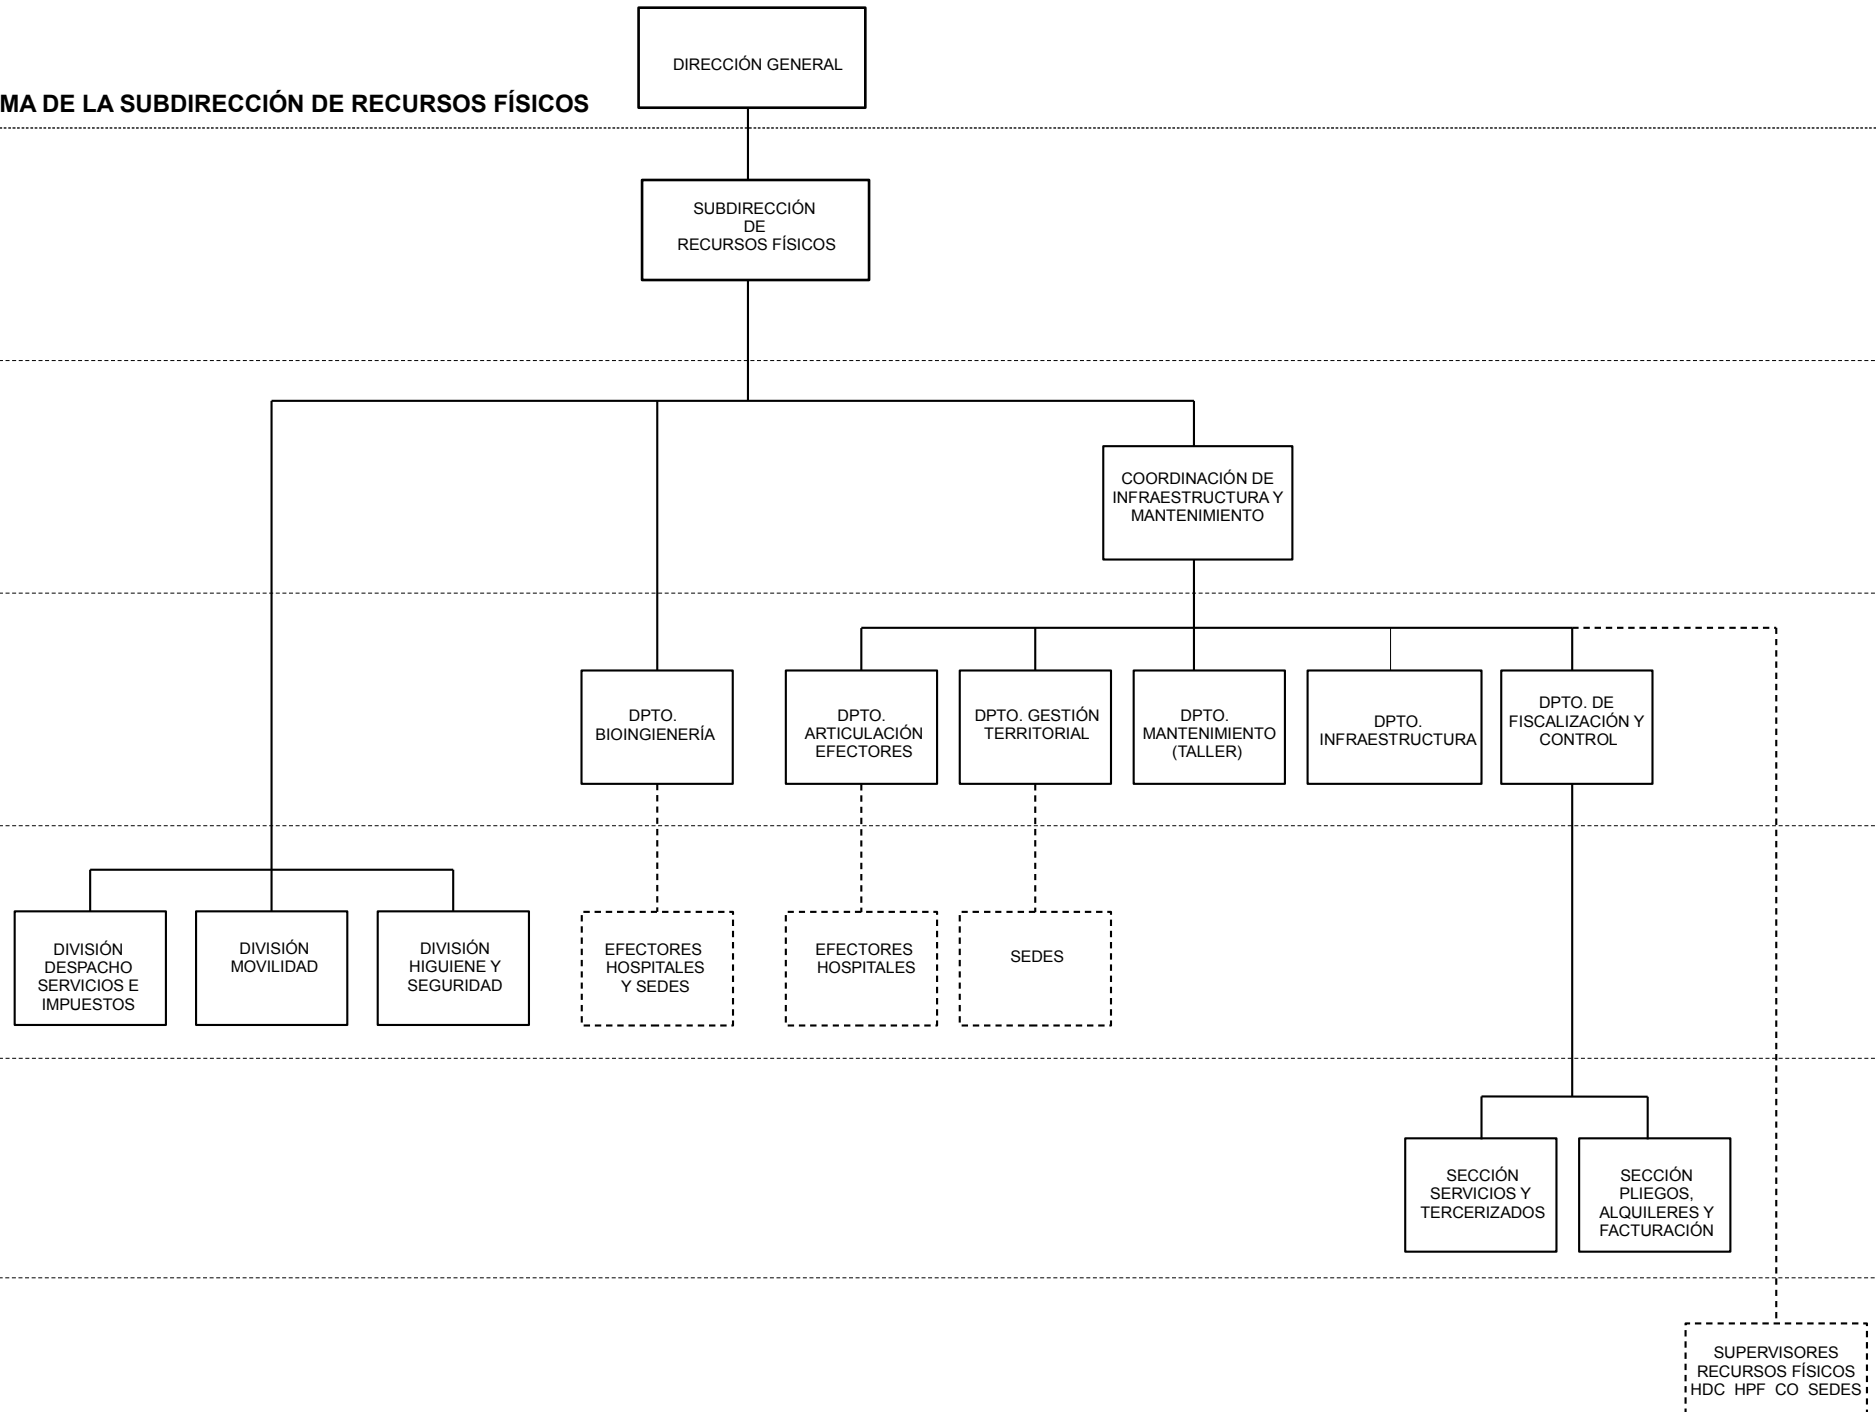 DIRECCIÓN GENERAL
MA DE LA SUBDIRECCIÓN DE RECURSOS FÍSICOS
SUBDIRECCIÓN
DE
RECURSOS FÍSICOS
COORDINACIÓN DE
INFRAESTRUCTURA Y
MANTENIMIENTO
DPTO.
BIOINGIENERÍA
DPTO.
ARTICULACIÓN
EFECTORES
DPTO. GESTIÓN
TERRITORIAL
DPTO.
MANTENIMIENTO
(TALLER)
DPTO.
INFRAESTRUCTURA
DPTO. DE
FISCALIZACIÓN Y
CONTROL
DIVISIÓN
DESPACHO
SERVICIOS E
IMPUESTOS
DIVISIÓN
MOVILIDAD
DIVISIÓN
HIGUIENE Y
SEGURIDAD
EFECTORES
HOSPITALES
Y SEDES
EFECTORES
HOSPITALES
SEDES
SECCIÓN
SERVICIOS Y
TERCERIZADOS
SECCIÓN
PLIEGOS,
ALQUILERES Y
FACTURACIÓN
SUPERVISORES
RECURSOS FÍSICOS
HDC HPF CO SEDES